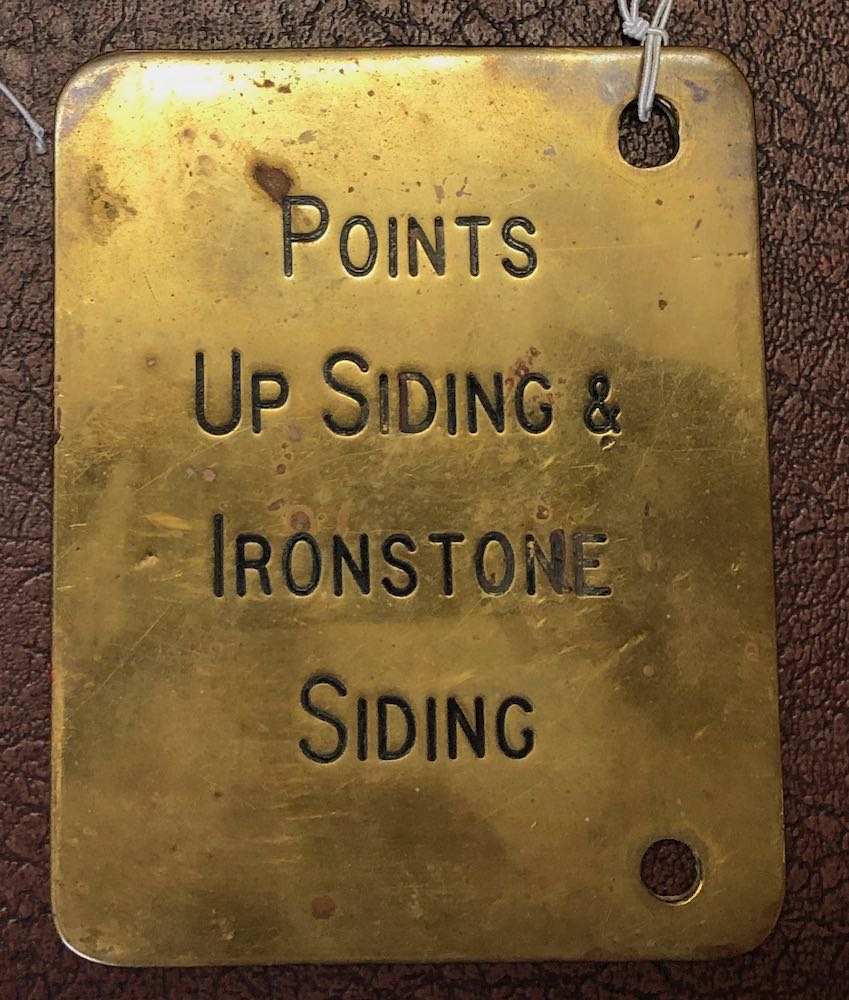 Points
Up Siding &
Ironstone
Siding